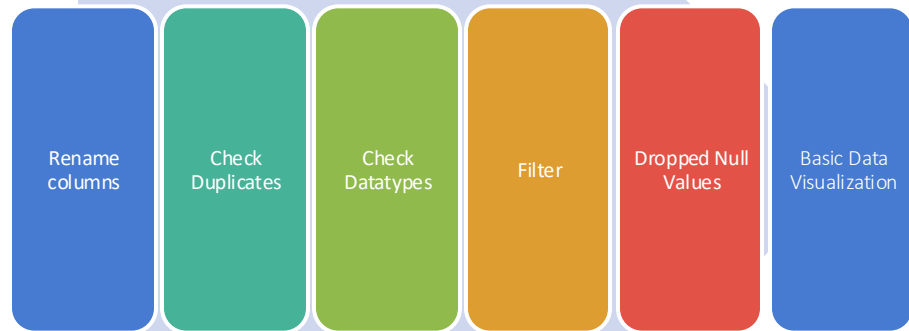 Rename
columns
Check
Duplicates
Check
Datatypes
Filter
Dropped Null
Values
Basic Data
Visualization